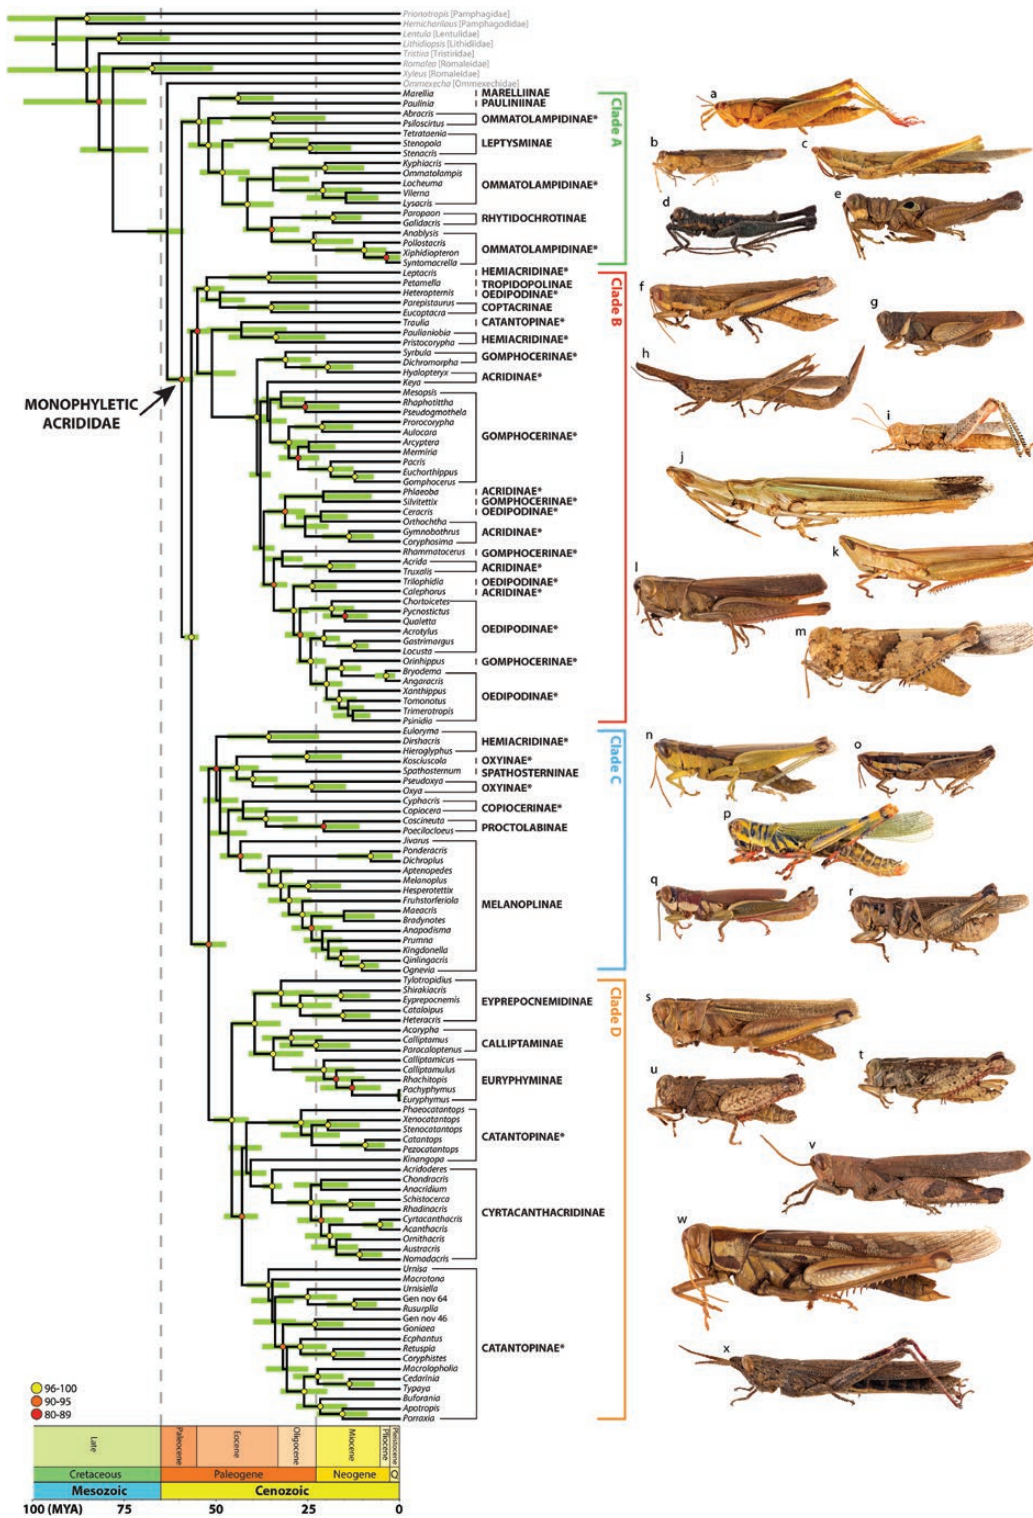 Prionotropis [Pamphagidae]
Hemicharilaus [Pamphagodidae]
Lentula [Lentulidae]
Lithidiopsis [Lithidiidae]
Tristira [Tristiridae]
Romalea [Romaleidae]
Xyleus [Romaleidae]
Ommexecha [Ommexechidae]
Marellia MARELLIINAE
Paulinia PAULINIINAE
Abracris
OMMATOLAMPIDINAE*
Psiloscirtus
Tetrataenia
Stenopola LEPTYSMINAE
Stenacris
Kyphiacris
Ommatolampis
Locheuma OMMATOLAMPIDINAE*
Vilerna
Lysacris
Paropaon
RHYTIDOCHROTINAE
Galidacris
Anablysis
Pollostacris
OMMATOLAMPIDINAE*
Xiphidiopteron
Syntomacrella
Clade A
Leptacris HEMIACRIDINAE*
Petamella TROPIDOPOLINAE
Heteropternis OEDIPODINAE*
Parepistaurus
COPTACRINAE
Eucoptacra
Traulia CATANTOPINAE*
Pauliananiobia
HEMIACRIDINAE*
Pristocorypha
Syrbula
GOMPHOCERINAE*
Dichromorpha
Hyalopteryx
ACRIDINAE*
Keya
Mesopsis
Rhaphotittha
Pseudogmothela
Prorocorypha
Aulocara
GOMPHOCERINAE*
Arcyptera
Mermiria
Pacris
Euchorthippus
Gomphocerus
Phlaeoba ACRIDINAE*
Silvitettix GOMPHOCERINAE*
Ceracris OEDIPODINAE*
Orthochtha
Gymnobothrus ACRIDINAE*
Coryphosima
Rhammatocerus GOMPHOCERINAE*
Acrida
ACRIDINAE*
Truxalis
Trilophidia OEDIPODINAE*
Calephorus ACRIDINAE*
Chortoicetes
Pycnostictus
Qualetta
OEDIPODINAE*
Acrotylus
Gastrimargus
Locusta
Orinhippus GOMPHOCERINAE*
Bryodema
Angaracris
Xanthippus
OEDIPODINAE*
Tomonotus
Trimerotropis
Psinidia
Clade B
MONOPHYLETIC
ACRIDIDAE
Euloryma
Dirshacris HEMIACRIDINAE*
Hieroglyphus
Kosciuscola OXYINAE*
Spathosternum SPATHOSTERNINAE
Pseudoxya
OXYINAE*
Oxya
Cyphacris
COPIOCERINAE*
Copiocera
Coscineuta
PROCTOLABINAE
Poecilocloeus
Jivarus
Ponderacris
Dichroplus
Aptenopedes
Melanoplus
Hesperotettix
Fruhstorferiola
MELANOPLINAE
Maeacris
Bradynotes
Anapodisma
Prumna
Kingdonella
Qinlingacris
Ognevia
Clade C
Tylotropidius
Shirakiacris
Eyprepocnemis EYPREPOCNEMIDINAE
Cataloipus
Heteracris
Acorypha
Calliptamus CALLIPTAMINAE
Paracaloptenus
Calliptamicus
Calliptamulus
Rhachitopis EURYPHYMINAE
Pachyphymus
Euryphymus
Phaeocatantops
Xenocatantops
Stenocatantops
CATANTOPINAE*
Catantops
Pezocatantops
Kinangopa
Acridoderes
Chondracris
Anacridium
Schistocerca
Rhadinacris
CYRTACANTHACRIDINAE
Cyrtacanthacris
Acanthacris
Ornithacris
Austracris
Nomadacris
Urnisa
Macrotona
Urnisiella
Gen nov 64
Rusurplia
Gen nov 46
Goniaea
Ecphantus
Retuspia CATANTOPINAE*
Coryphistes
Macrolopholia
Cedarinia
Typaya
Buforania
Apotropis
Porraxia
Clade D
a
b
c
d
e
f
g
h
i
j
k
l
m
n
o
p
q
r
s
t
u
v
w
x
96-100
90-95
80-89
Late
Paleocene
Eocene
Oligocene
Miocene
Pliocene
Pleistocene
Cretaceous
Paleogene
Neogene
Q
Mesozoic
Cenozoic
100 (MYA) 75 50 25 0